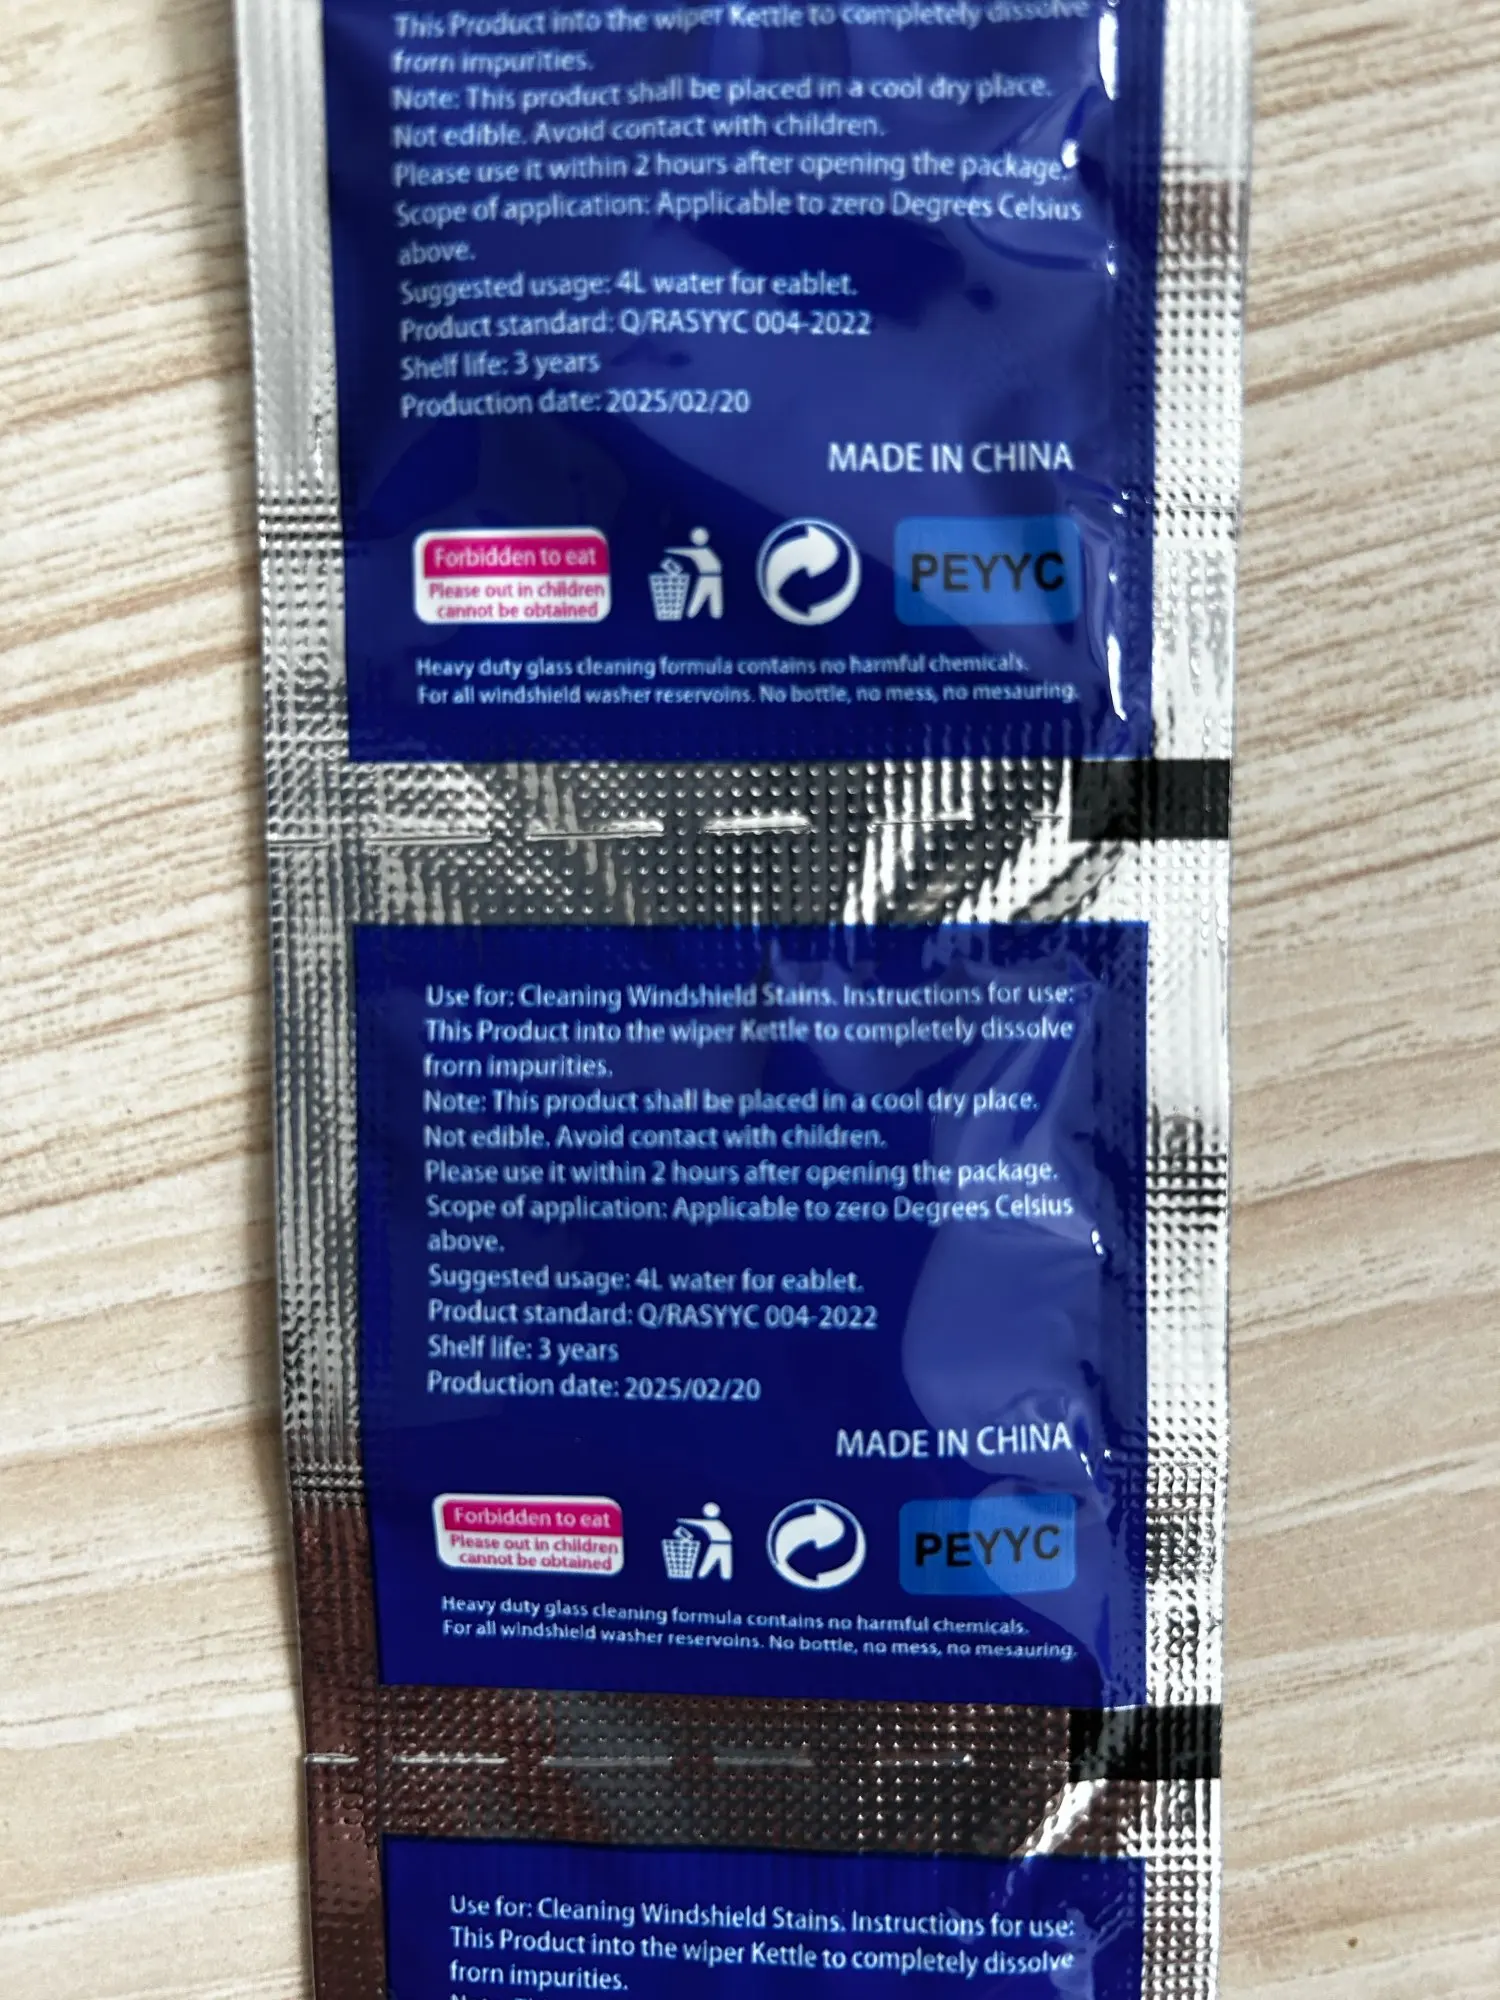 This Product into the wiper Kettle to completely dissolve
frorn impurities.
Note: This product shall be placed in a cool dry place.
Not edible. Avoid contact with children.
Please use it within 2 hours after opening the package.
Scope of application: Applicable to zero Degrees Celsius
above.
Suggested usage: 4L water for eablet.
Product standard: Q/RASYYC 004-2022
Shelf life: 3 years
Production date: 2025/02/20
MADE IN CHINA
Forbidden to eat
Please out in children
cannot be obtained
PEYYC
Heavy duty glass cleaning formula contains no harmful chemicals.
For all windshield washer reservoins. No bottle, no mess, no mesauring.
Use for: Cleaning Windshield Stains. Instructions for use:
This Product into the wiper Kettle to completely dissolve
frorn impurities.
Note: This product shall be placed in a cool dry place.
Not edible. Avoid contact with children.
Please use it within 2 hours after opening the package.
Scope of application: Applicable to zero Degrees Celsius
above.
Suggested usage: 4L water for eablet.
Product standard: Q/RASYYC 004-2022
Shelf life: 3 years
Production date: 2025/02/20
MADE IN CHINA
Forbidden to eat
Please out in children
cannot be obtained
PEYYC
Heavy duty glass cleaning formula contains no harmful chemicals.
For all windshield washer reservoins. No bottle, no mess, no mesauring.
Use for: Cleaning Windshield Stains. Instructions for use:
This Product into the wiper Kettle to completely dissolve
frorn impurities.